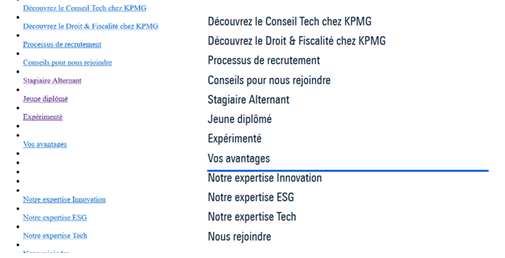 Découvrez le Conseil Tech chez KPMG
Découvrez le Droit & Fiscalité chez KPMG
Processus de recrutement
Conseils pour nous rejoindre
Stagiaire Alternant
Jeune diplômé
Expérimenté
Vos avantages
Notre expertise Innovation
Notre expertise ESG
Notre expertise Tech
Nous rejoindre
Découvrez le Conseil Tech chez KPMG
Découvrez le Droit & Fiscalité chez KPMG
Processus de recrutement
Conseils pour nous rejoindre
Stagiaire Alternant
Jeune diplômé
Expérimenté
Vos avantages
Notre expertise Innovation
Notre expertise ESG
Notre expertise Tech
Nous rejoindre